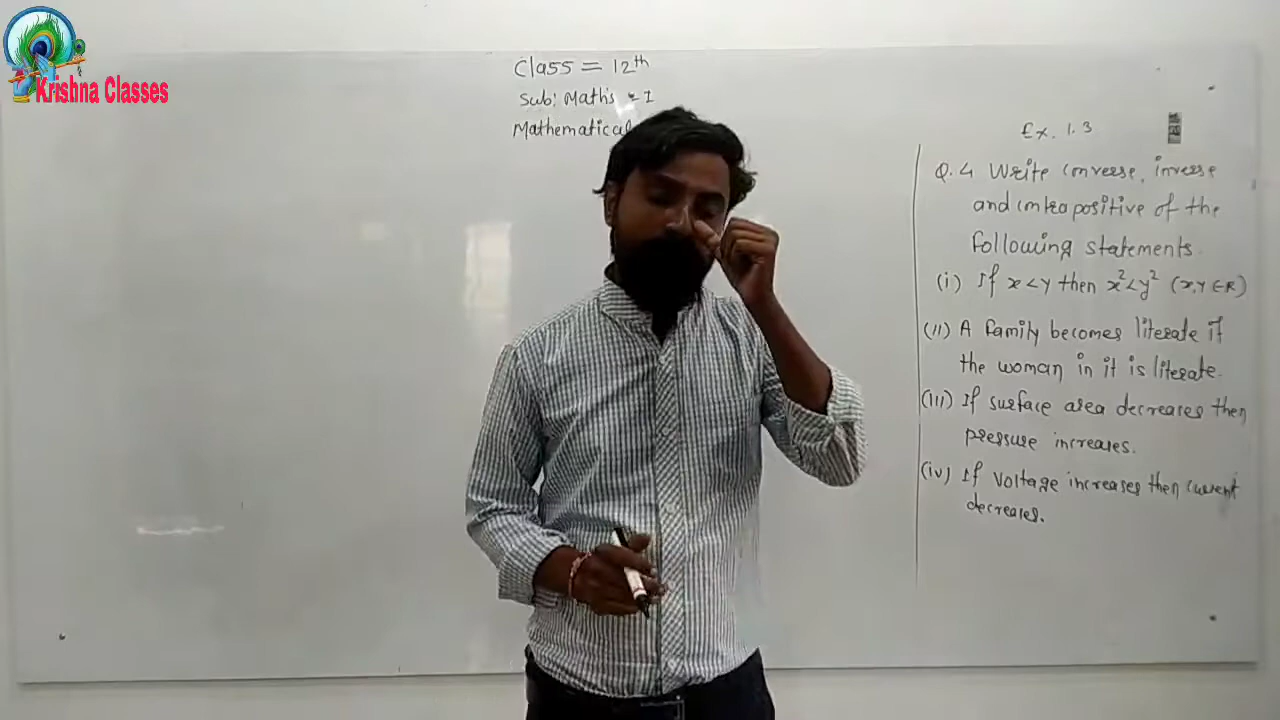 Krishna Classes
Class = 12th
Sub: Maths - I
Mathematical
Ex. 1.3
Q.4 Write converse, inverse
and contrapositive of the
following statements.
(i) If x<y then x²<y² (x,y∈R)
(II) A family becomes literate if
the woman in it is literate.
(III) If surface area decreases then
pressure increases.
(iv) If Voltage increases then current
decreases.